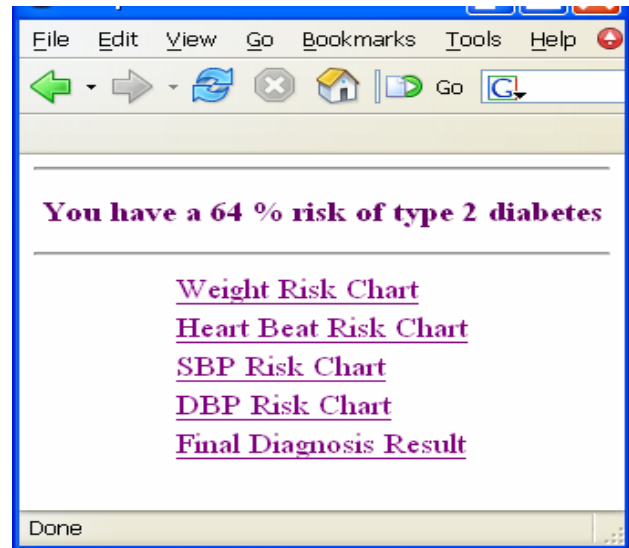 File Edit View Go Bookmarks Tools Help
Go G
You have a 64 % risk of type 2 diabetes
Weight Risk Chart
Heart Beat Risk Chart
SBP Risk Chart
DBP Risk Chart
Final Diagnosis Result
Done